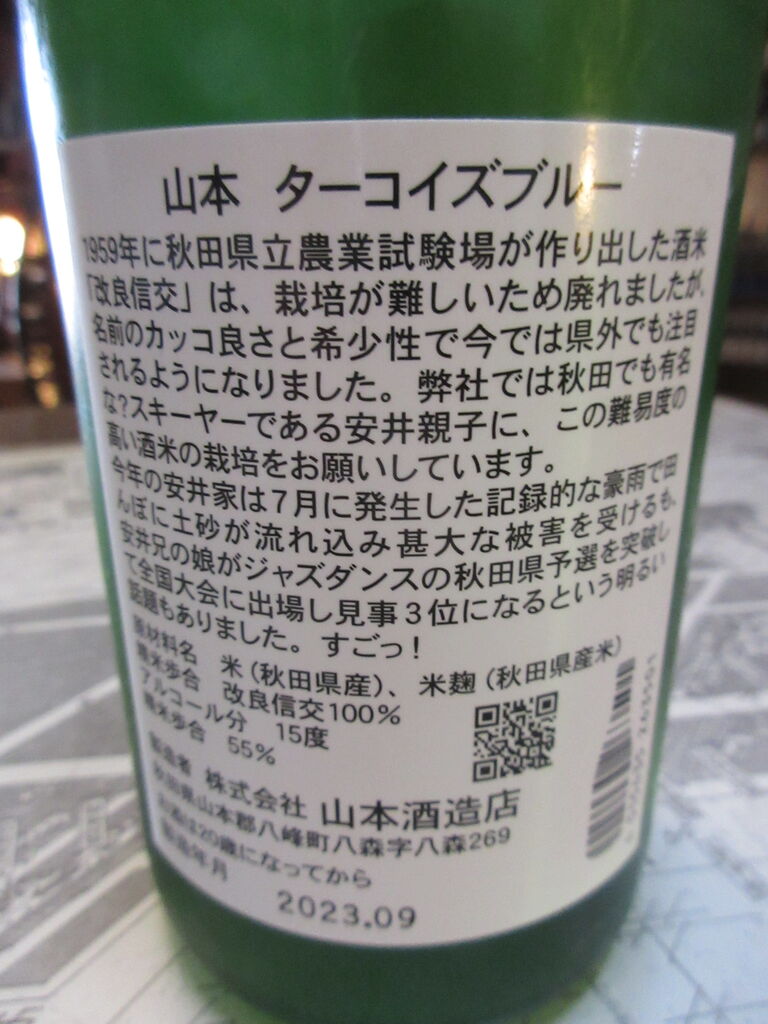 山本 ターコイズブルー
1959年に秋田県立農業試験場が作り出した酒米
「改良信交」は、栽培が難しいため廃れましたが、
名前のカッコ良さと希少性で今では県外でも注目
されるようになりました。弊社では秋田でも有名
な?スキーヤーである安井親子に、この難易度の
高い酒米の栽培をお願いしています。
今年の安井家は7月に発生した記録的な豪雨で田
んぼに土砂が流れ込み甚大な被害を受けるも、
安井兄の娘がジャズダンスの秋田県予選を突破し
て全国大会に出場し見事3位になるという明るい
話題もありました。すごっ!
原材料名 米(秋田県産)、米麹(秋田県産米)
改良信交100%
アルコール分 15度
精米歩合 55%
製造者 株式会社 山本酒造店
秋田県山本郡八峰町八森字八森269
お酒は20歳になってから
製造年月 2023.09